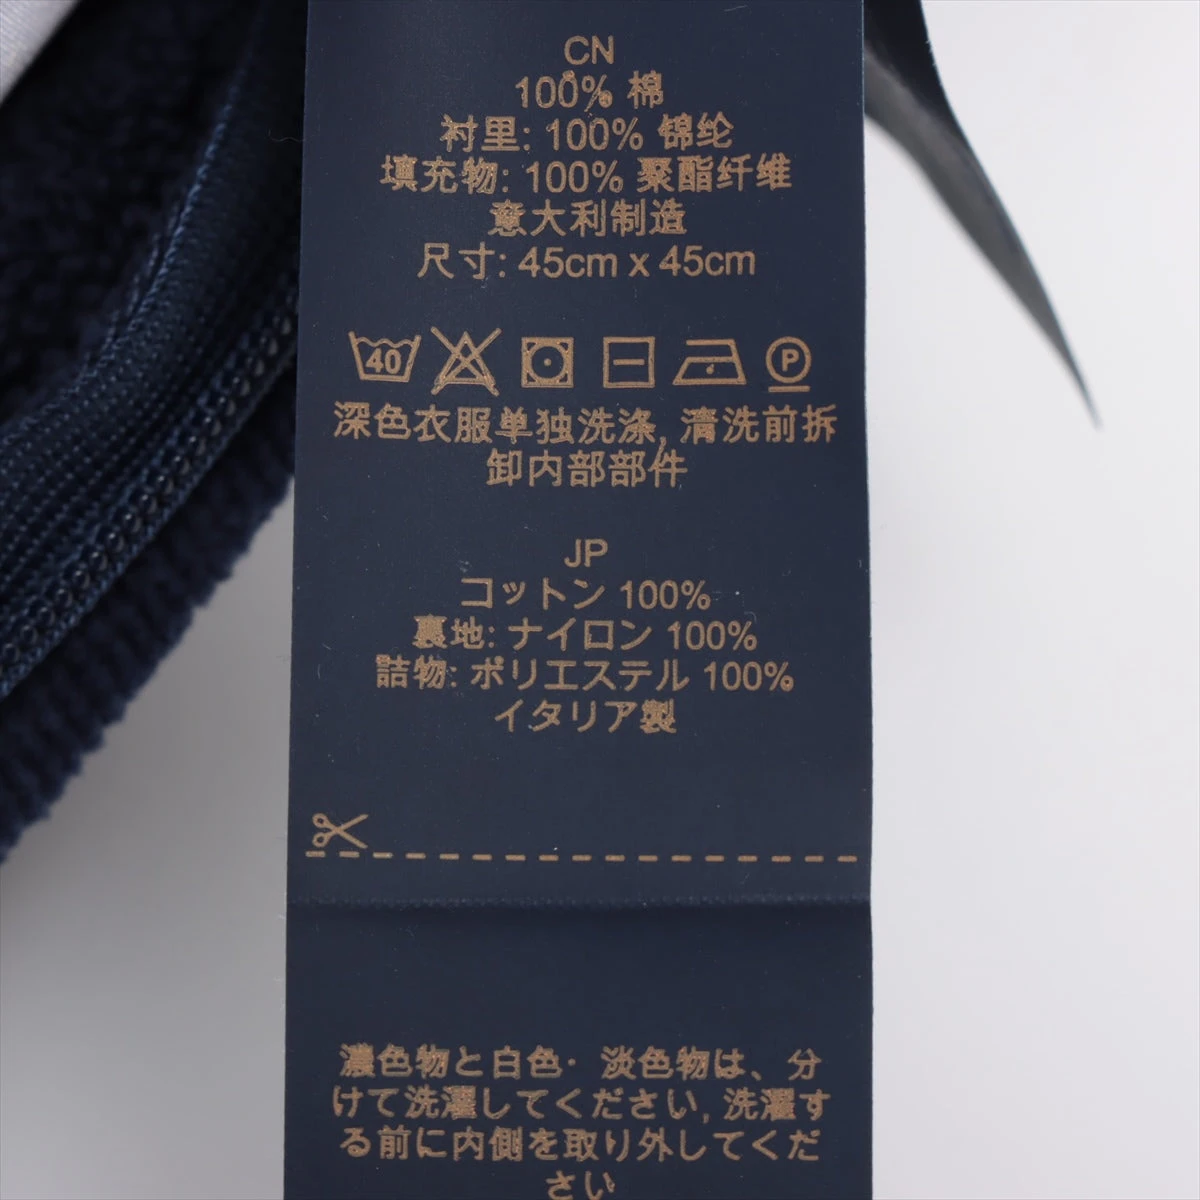 CN
100% 棉
衬里: 100% 锦纶
填充物: 100% 聚酯纤维
意大利制造
尺寸: 45cm x 45cm
40 P
深色衣服单独洗涤, 清洗前拆
卸内部部件
JP
コットン 100%
裏地: ナイロン 100%
詰物: ポリエステル 100%
イタリア製
濃色物と白色· 淡色物は、分
けて洗濯してください, 洗濯す
る前に内側を取り外してくだ
さい